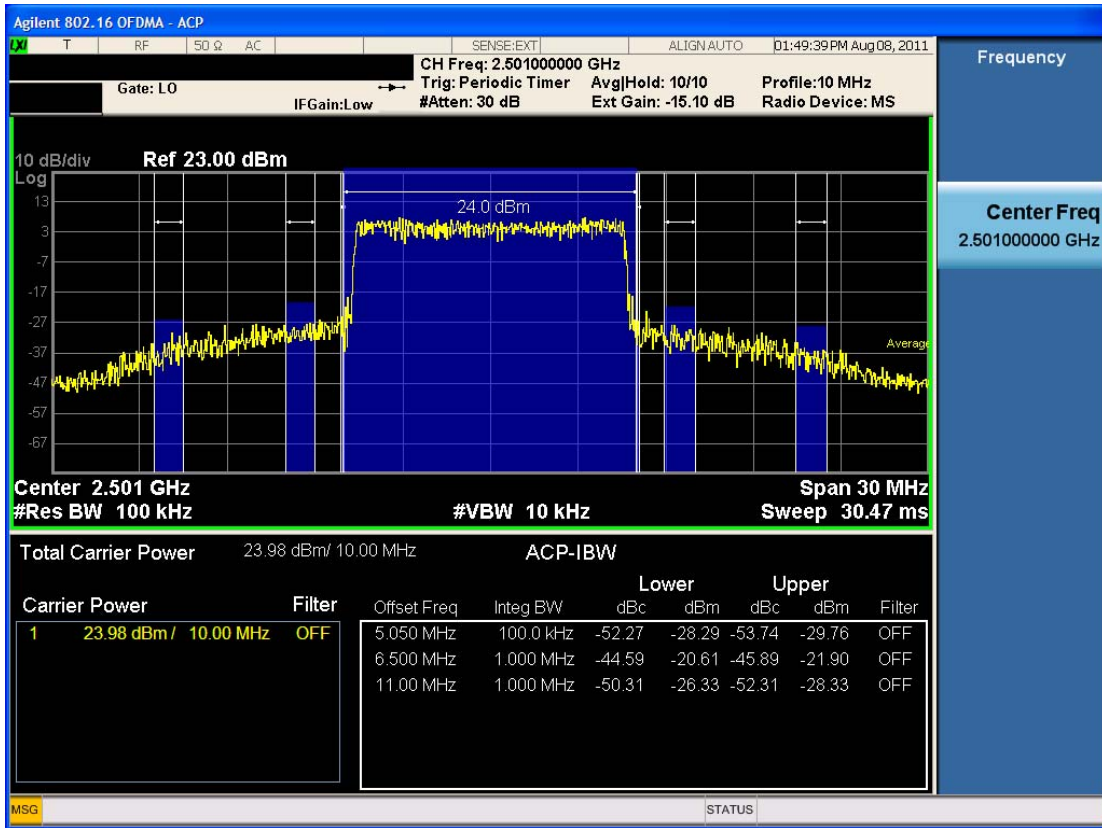 Agilent 802.16 OFDMA - ACP
LXI T RF 50 Ω AC SENSE:EXT ALIGN AUTO 01:49:39 PM Aug 08, 2011
CH Freq: 2.501000000 GHz
Gate: LO Trig: Periodic Timer Avg|Hold: 10/10 Profile:10 MHz
IFGain:Low #Atten: 30 dB Ext Gain: -15.10 dB Radio Device: MS
Frequency
Center Freq
2.501000000 GHz
10 dB/div Ref 23.00 dBm
Log
13
24.0 dBm
3
-7
-17
-27
-37
Average
-47
-57
-67
Center 2.501 GHz Span 30 MHz
#Res BW 100 kHz #VBW 10 kHz Sweep 30.47 ms
Total Carrier Power 23.98 dBm/ 10.00 MHz ACP-IBW
Lower Upper
Carrier Power Filter Offset Freq Integ BW dBc dBm dBc dBm Filter
1 23.98 dBm / 10.00 MHz OFF 5.050 MHz 100.0 kHz -52.27 -28.29 -53.74 -29.76 OFF
6.500 MHz 1.000 MHz -44.59 -20.61 -45.89 -21.90 OFF
11.00 MHz 1.000 MHz -50.31 -26.33 -52.31 -28.33 OFF
MSG STATUS